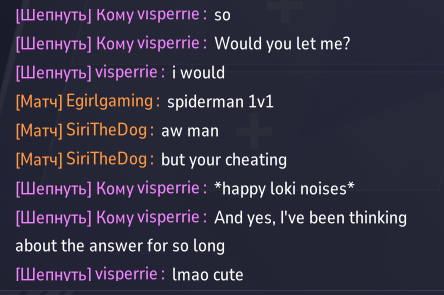 [Шепнуть] Кому visperrie : so
[Шепнуть] Кому visperrie : Would you let me?
[Шепнуть] visperrie : i would
[Матч] Egirlgaming : spiderman 1v1
[Матч] SiriTheDog : aw man
[Матч] SiriTheDog : but your cheating
[Шепнуть] Кому visperrie : *happy loki noises*
[Шепнуть] Кому visperrie : And yes, I've been thinking
about the answer for so long
[Шепнуть] visperrie : lmao cute